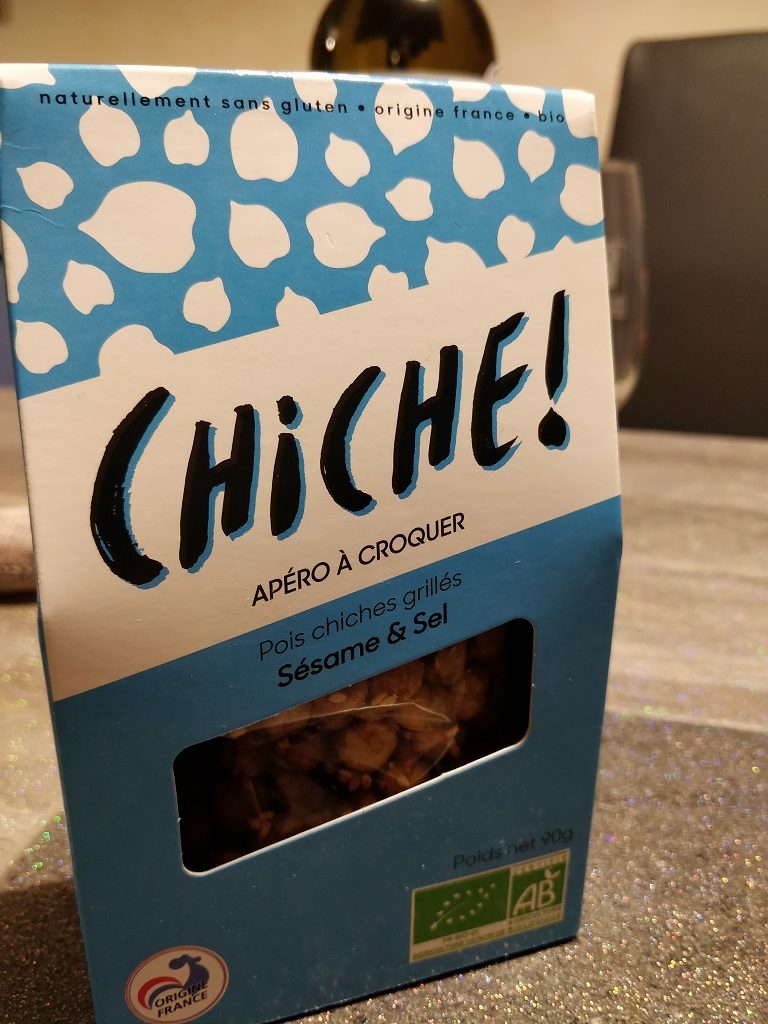 naturellement sans gluten • origine france • bio
CHiCHE!
APÉRO À CROQUER
Pois chiches grillés
Sésame & Sel
Poids net 90g
AB
ORIGINE
FRANCE